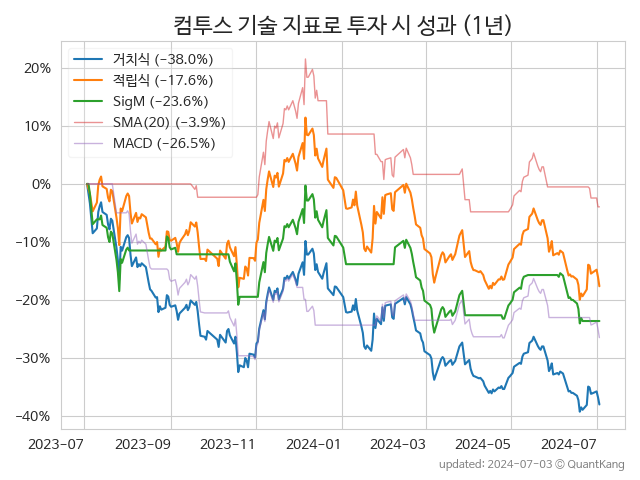 컴투스 기술 지표로 투자 시 성과 (1년)
거치식 (−38.0%)
적립식 (−17.6%)
SigM (−23.6%)
SMA(20) (−3.9%)
MACD (−26.5%)
20%
10%
0%
−10%
−20%
−30%
−40%
2023-07 2023-09 2023-11 2024-01 2024-03 2024-05 2024-07
updated: 2024-07-03 © QuantKang